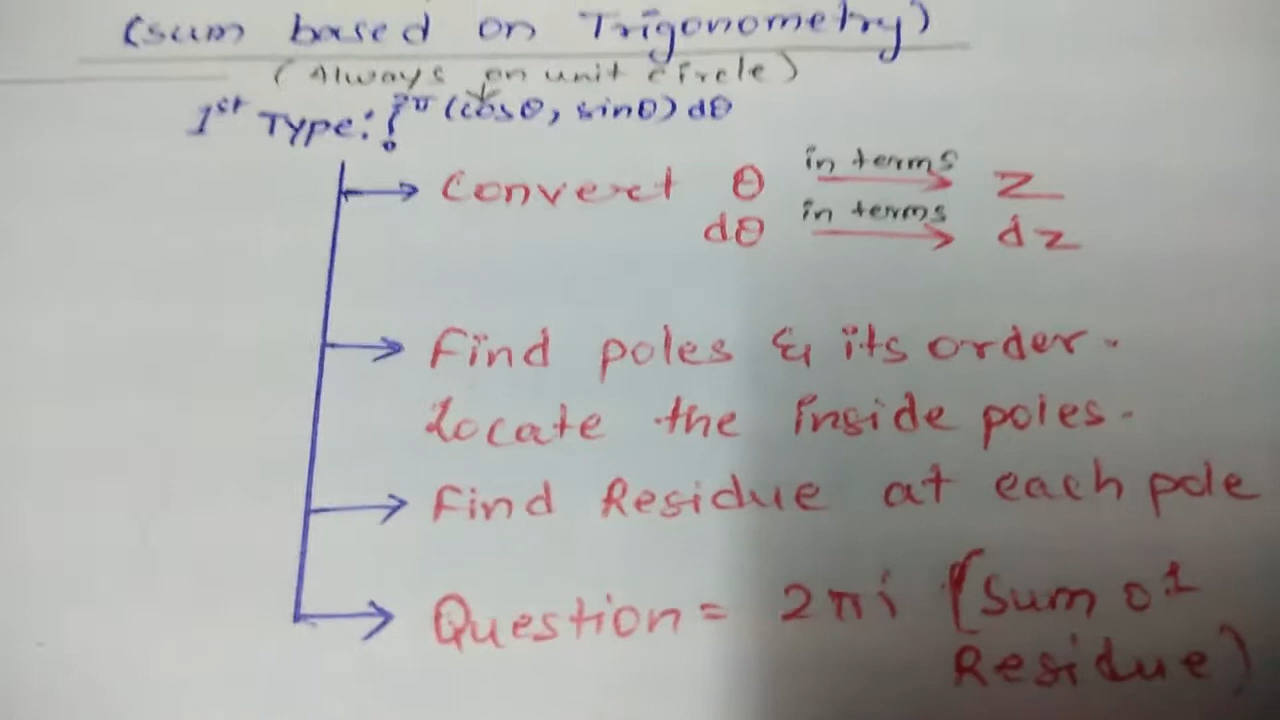 (sum based on Trigonometry)
(Always on unit circle)
1st Type: ∫₀^2π (cosθ, sinθ) dθ
→ Convert θ in terms → z
dθ in terms → dz
→ Find poles & its order.
Locate the inside poles.
→ Find Residue at each pole
→ Question = 2πi (Sum of
Residue)